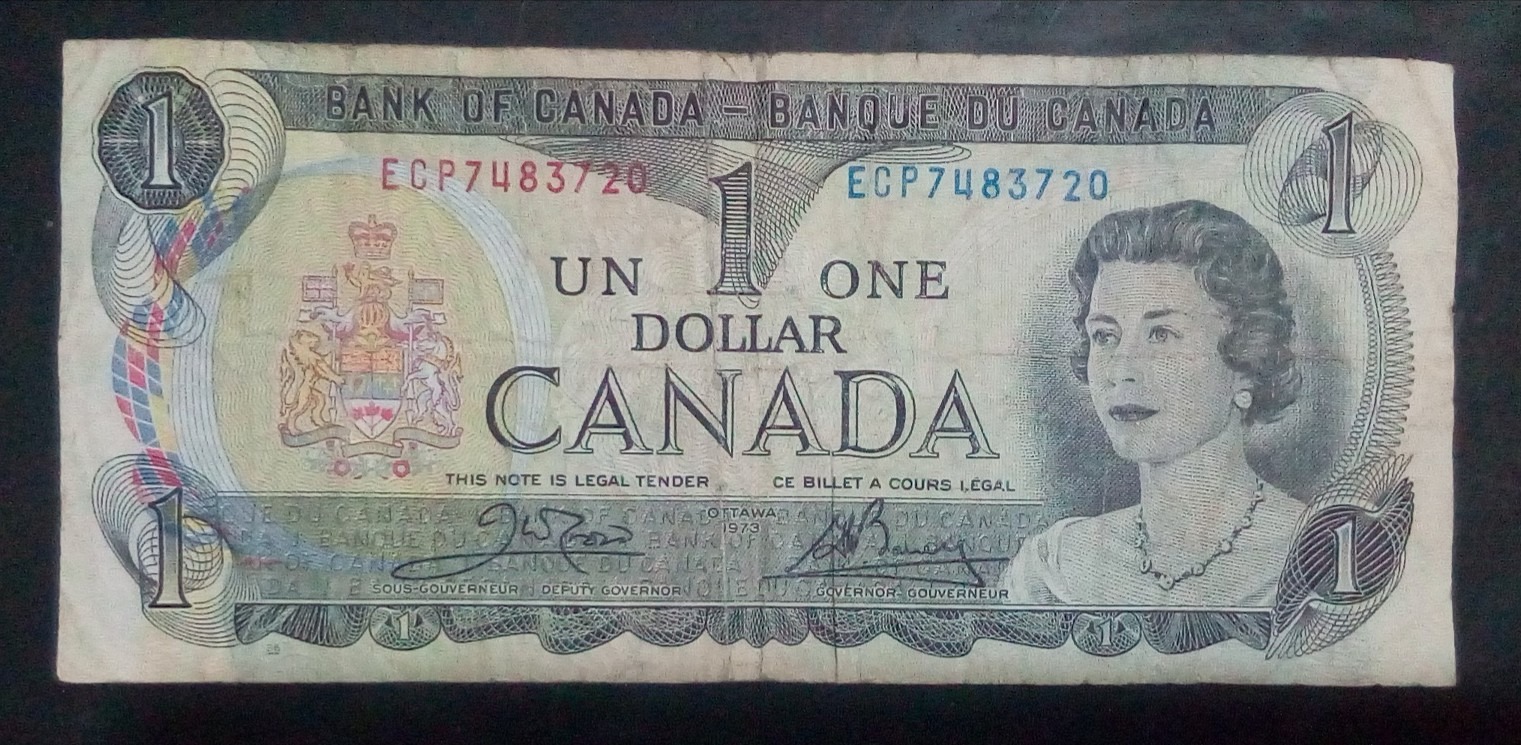 1
BANK OF CANADA – BANQUE DU CANADA
1
ECP7483720
1
ECP7483720
UN
ONE
DOLLAR
CANADA
THIS NOTE IS LEGAL TENDER
CE BILLET A COURS LÉGAL
OTTAWA
1973
SOUS-GOUVERNEUR DEPUTY GOVERNOR
GOVERNOR-GOUVERNEUR
1
1
1
1